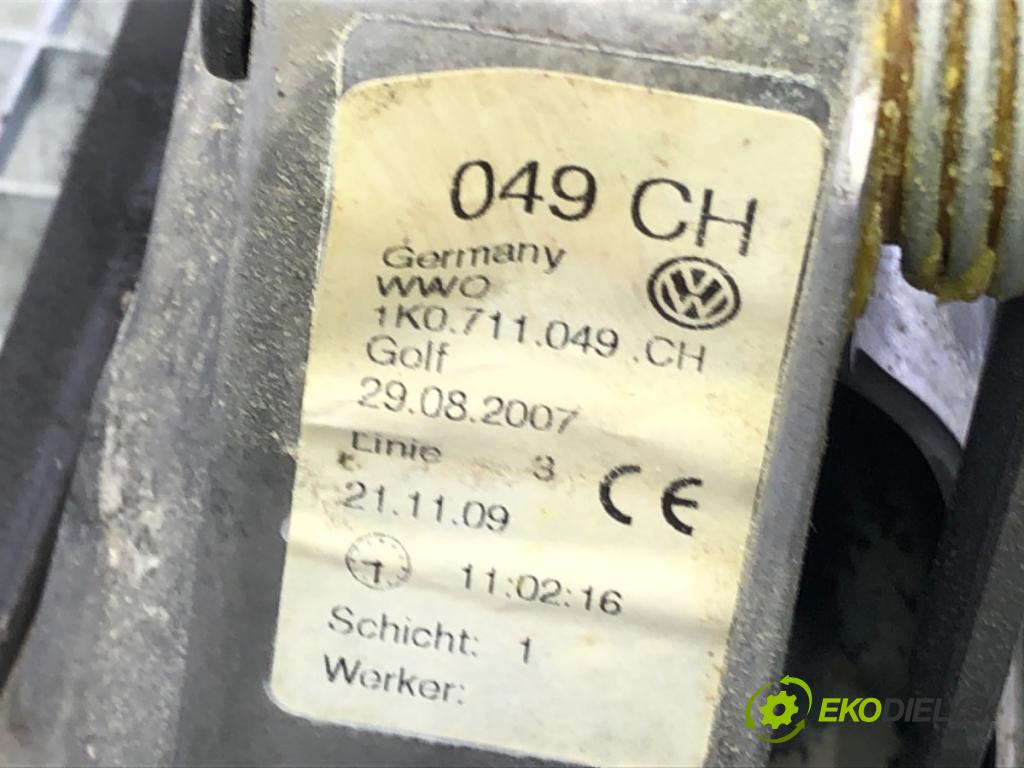 049 CH
Germany
WWO
1K0.711.049 .CH
Golf
29.08.2007
Linie 3
CE
21.11.09
11:02:16
Schicht: 1
Werker:
EKODIELY